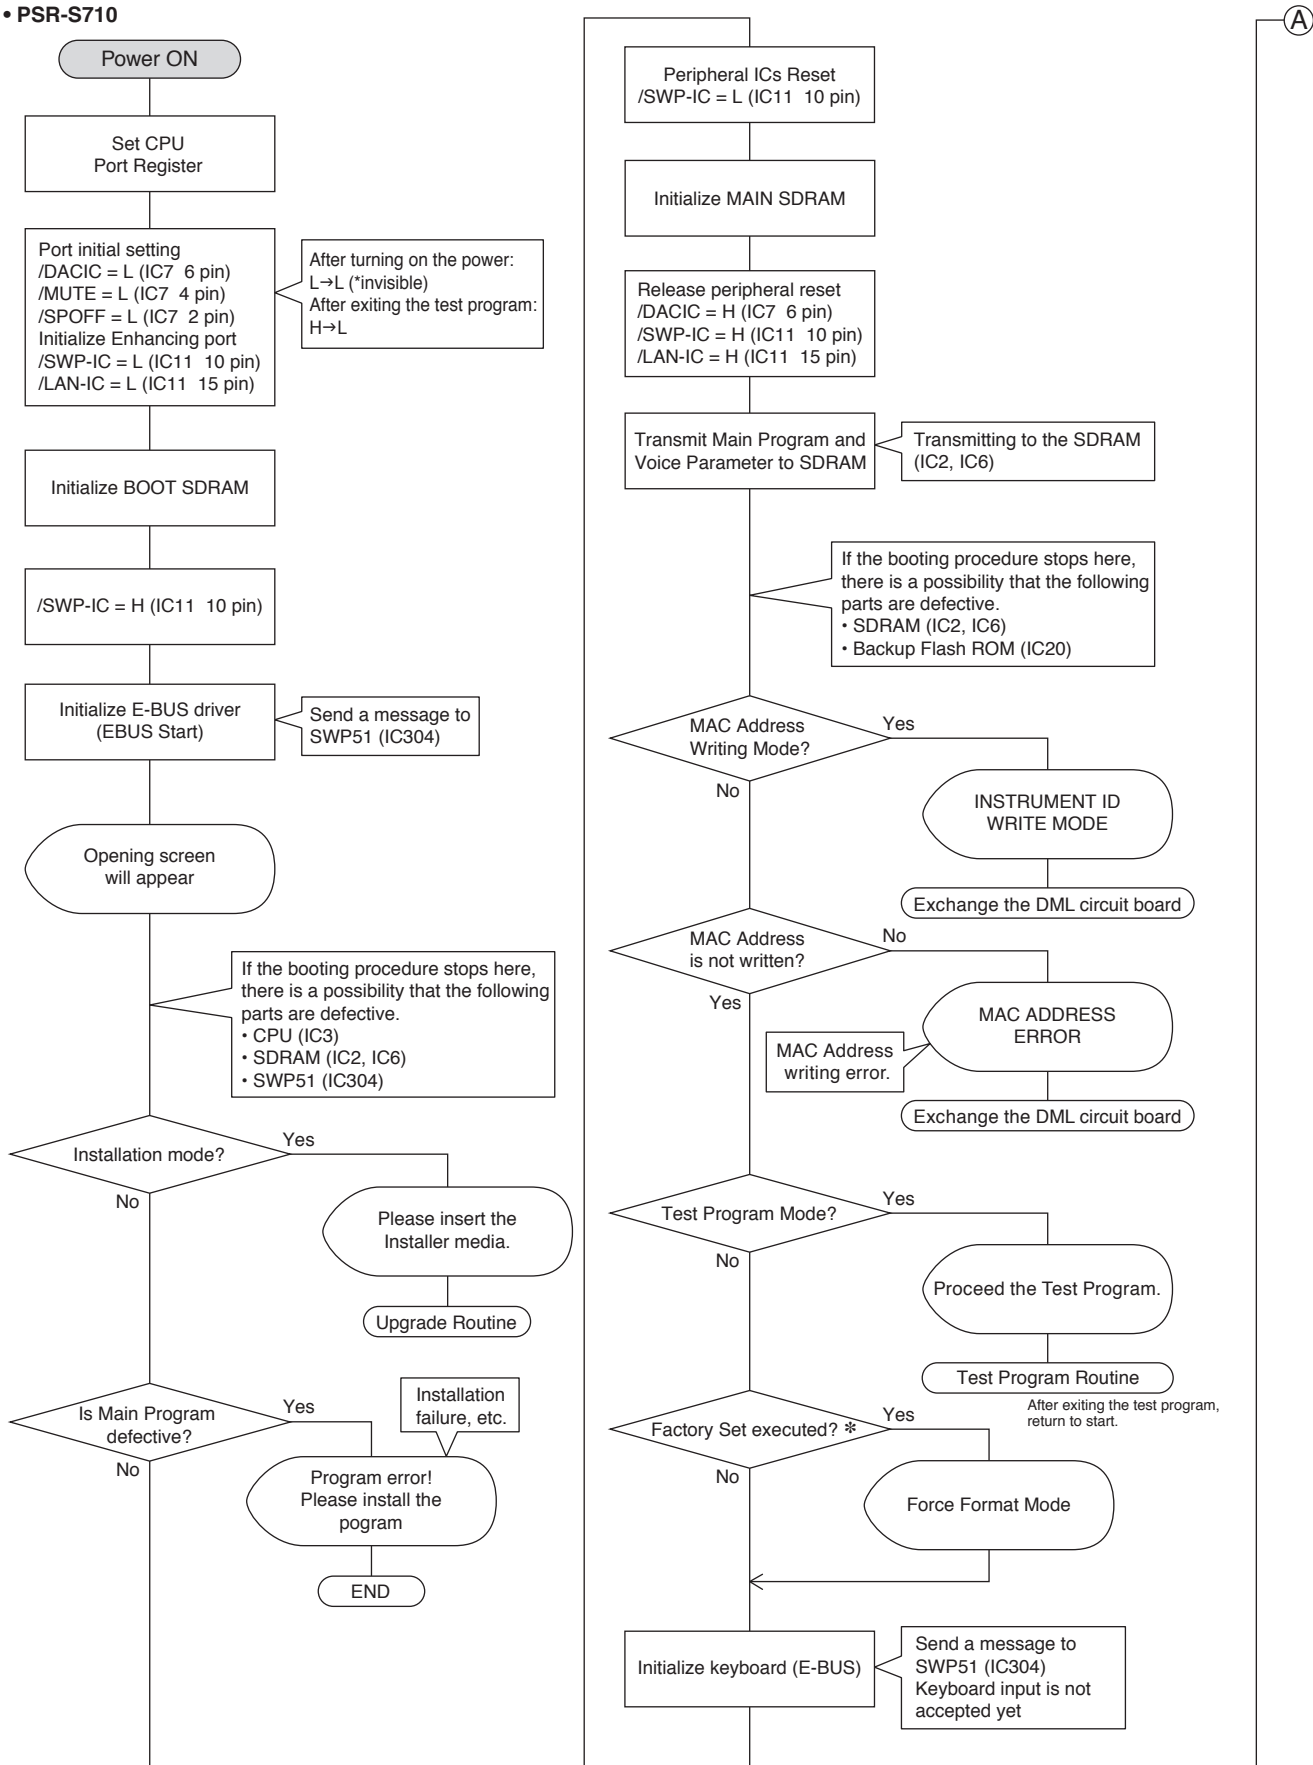 • PSR-S710
Power ON
Set CPU
Port Register
Port initial setting
/DACIC = L (IC7  6 pin)
/MUTE = L (IC7  4 pin)
/SPOFF = L (IC7  2 pin)
Initialize Enhancing port
/SWP-IC = L (IC11  10 pin)
/LAN-IC = L (IC11  15 pin)
After turning on the power:
L→L (*invisible)
After exiting the test program:
H→L
Initialize BOOT SDRAM
/SWP-IC = H (IC11  10 pin)
Initialize E-BUS driver
(EBUS Start)
Send a message to
SWP51 (IC304)
Opening screen
will appear
If the booting procedure stops here,
there is a possibility that the following
parts are defective.
• CPU (IC3)
• SDRAM (IC2, IC6)
• SWP51 (IC304)
Installation mode?
Yes
No
Please insert the
Installer media.
Upgrade Routine
Is Main Program
defective?
Yes
No
Installation
failure, etc.
Program error!
Please install the
pogram
END
Peripheral ICs Reset
/SWP-IC = L (IC11  10 pin)
Initialize MAIN SDRAM
Release peripheral reset
/DACIC = H (IC7  6 pin)
/SWP-IC = H (IC11  10 pin)
/LAN-IC = H (IC11  15 pin)
Transmit Main Program and
Voice Parameter to SDRAM
Transmitting to the SDRAM
(IC2, IC6)
If the booting procedure stops here,
there is a possibility that the following
parts are defective.
• SDRAM (IC2, IC6)
• Backup Flash ROM (IC20)
MAC Address
Writing Mode?
Yes
No
INSTRUMENT ID
WRITE MODE
Exchange the DML circuit board
MAC Address
is not written?
No
Yes
MAC ADDRESS
ERROR
MAC Address
writing error.
Exchange the DML circuit board
Test Program Mode?
Yes
No
Proceed the Test Program.
Test Program Routine
After exiting the test program,
return to start.
Factory Set executed? *
Yes
No
Force Format Mode
Initialize keyboard (E-BUS)
Send a message to
SWP51 (IC304)
Keyboard input is not
accepted yet
A